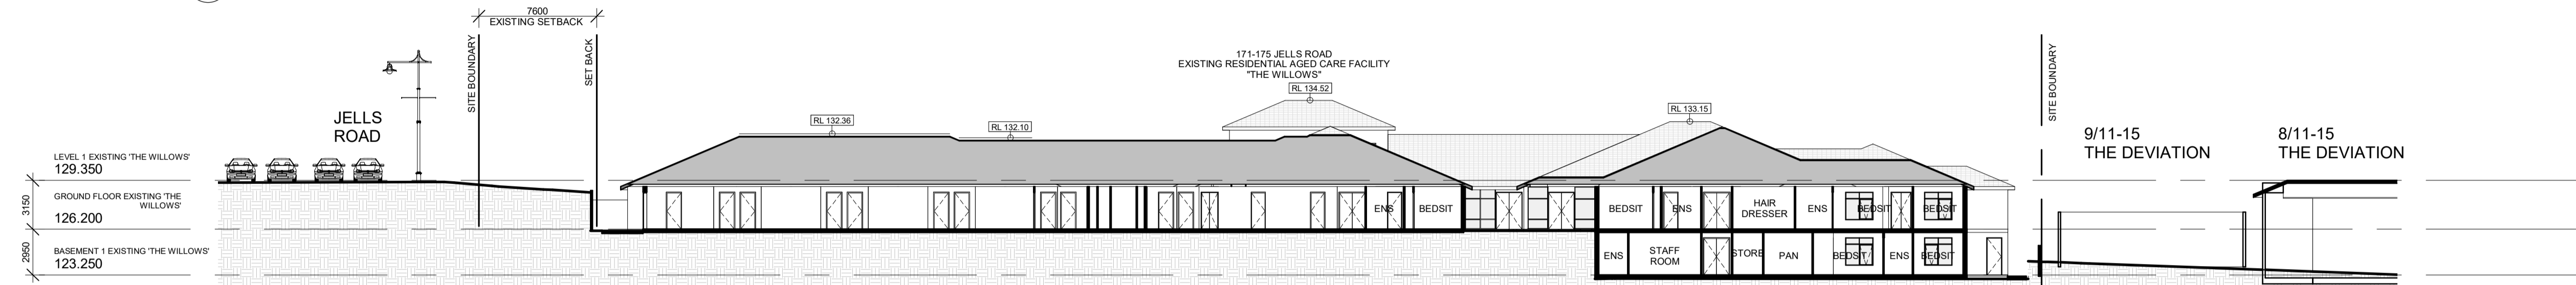 7600
EXISTING SETBACK
SITE BOUNDARY
SET BACK
171-175 JELLS ROAD
EXISTING RESIDENTIAL AGED CARE FACILITY
"THE WILLOWS"
RL 134.52
RL 133.15
RL 132.36
RL 132.10
SITE BOUNDARY
JELLS
ROAD
9/11-15
THE DEVIATION
8/11-15
THE DEVIATION
LEVEL 1 EXISTING 'THE WILLOWS'
129.350
3150
GROUND FLOOR EXISTING 'THE
WILLOWS'
126.200
2950
BASEMENT 1 EXISTING 'THE WILLOWS'
123.250
ENS
BEDSIT
BEDSIT
ENS
HAIR
DRESSER
ENS
BEDSIT
BEDSIT
ENS
STAFF
ROOM
STORE
PAN
BEDSIT
ENS
BEDSIT